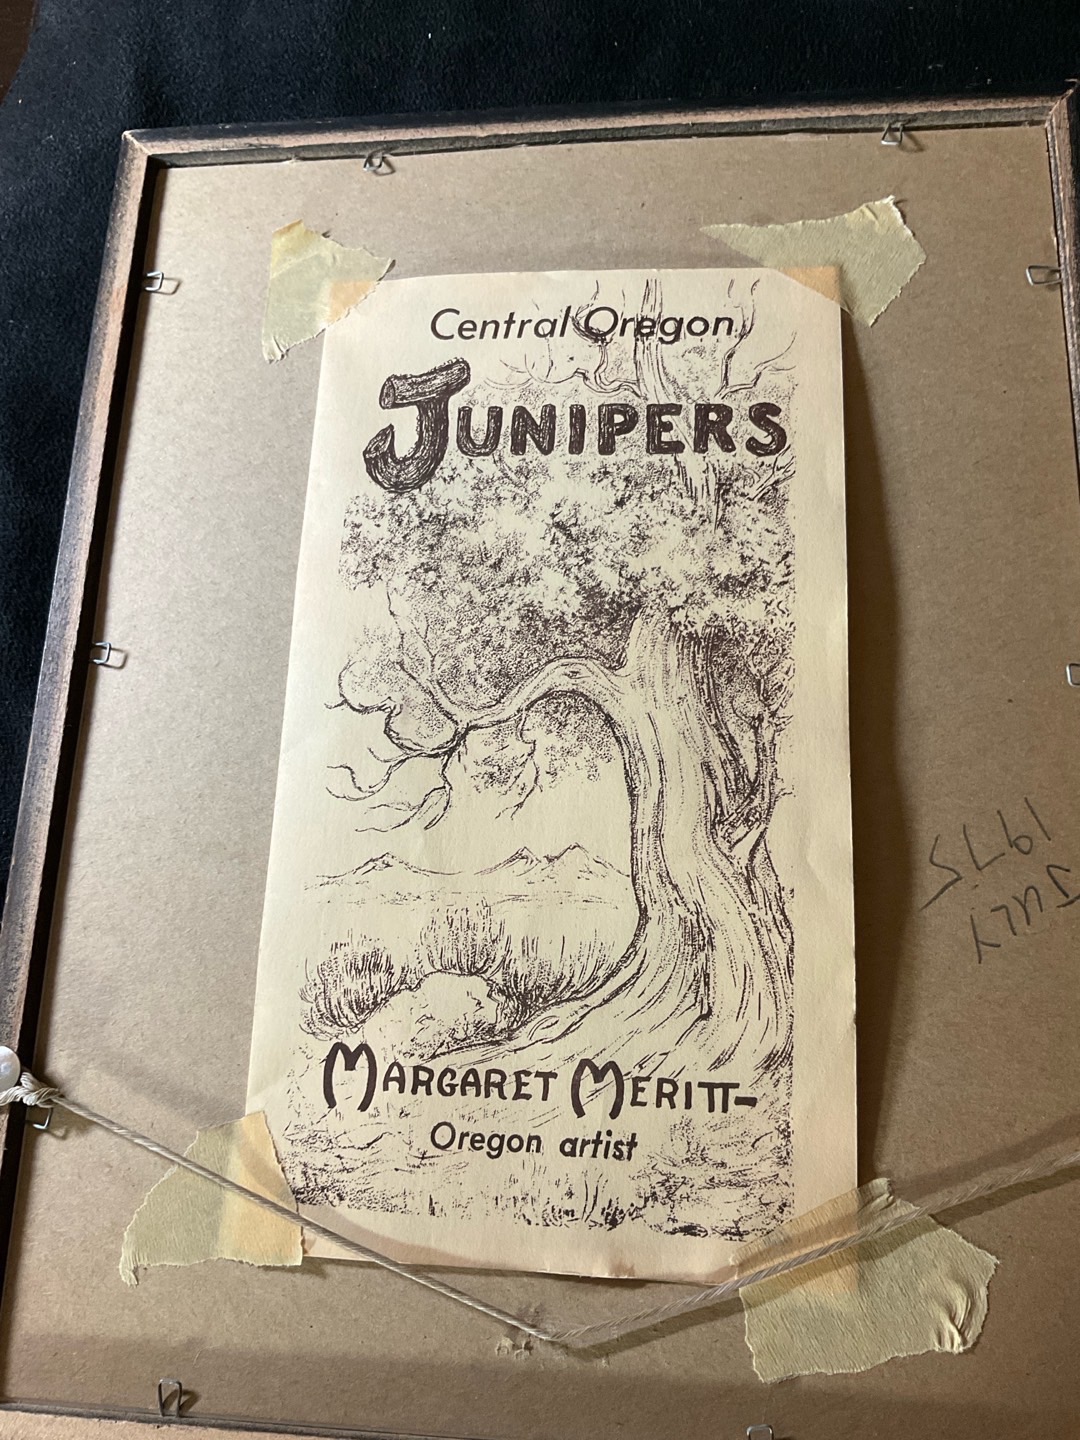 Central Oregon
JUNIPERS
MARGARET MERITT
Oregon artist
JULY
1975